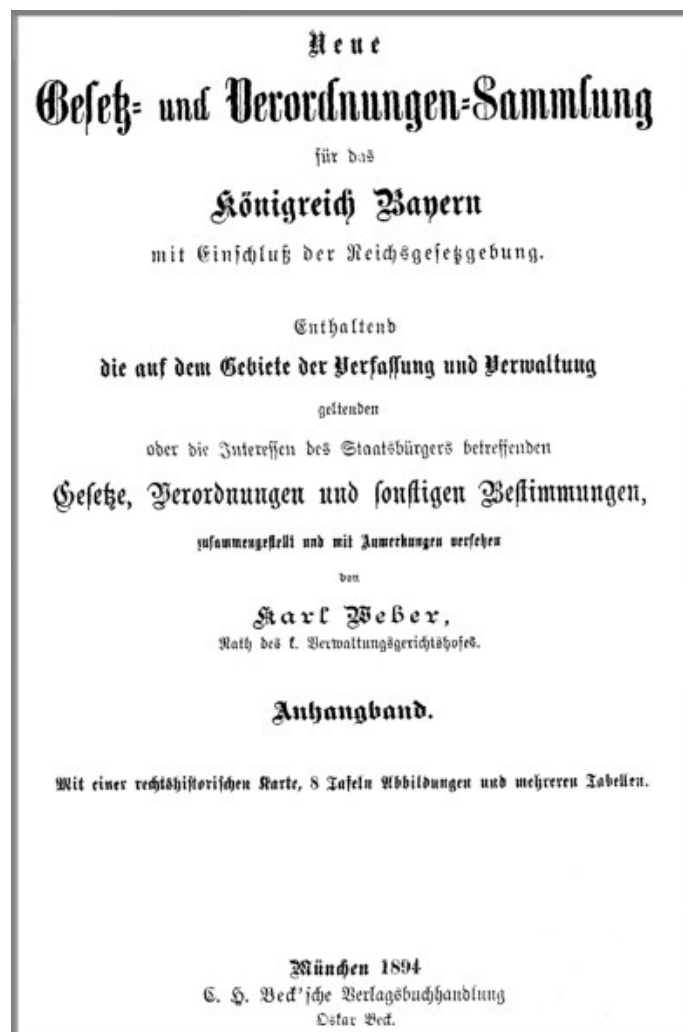 Neue
Gesetz- und Verordnungen-Sammlung
für das
Königreich Bayern
mit Einschluß der Reichsgesetzgebung.
Enthaltend
die auf dem Gebiete der Verfassung und Verwaltung
geltenden
oder die Interessen des Staatsbürgers betreffenden
Gesetze, Verordnungen und sonstigen Bestimmungen,
zusammengestellt und mit Anmerkungen versehen
von
Karl Weber,
Rath des k. Verwaltungsgerichtshofes.
Anhangband.
Mit einer rechtshistorischen Karte, 8 Tafeln Abbildungen und mehreren Tabellen.
München 1894
C. H. Beck'sche Verlagsbuchhandlung
Oskar Beck.